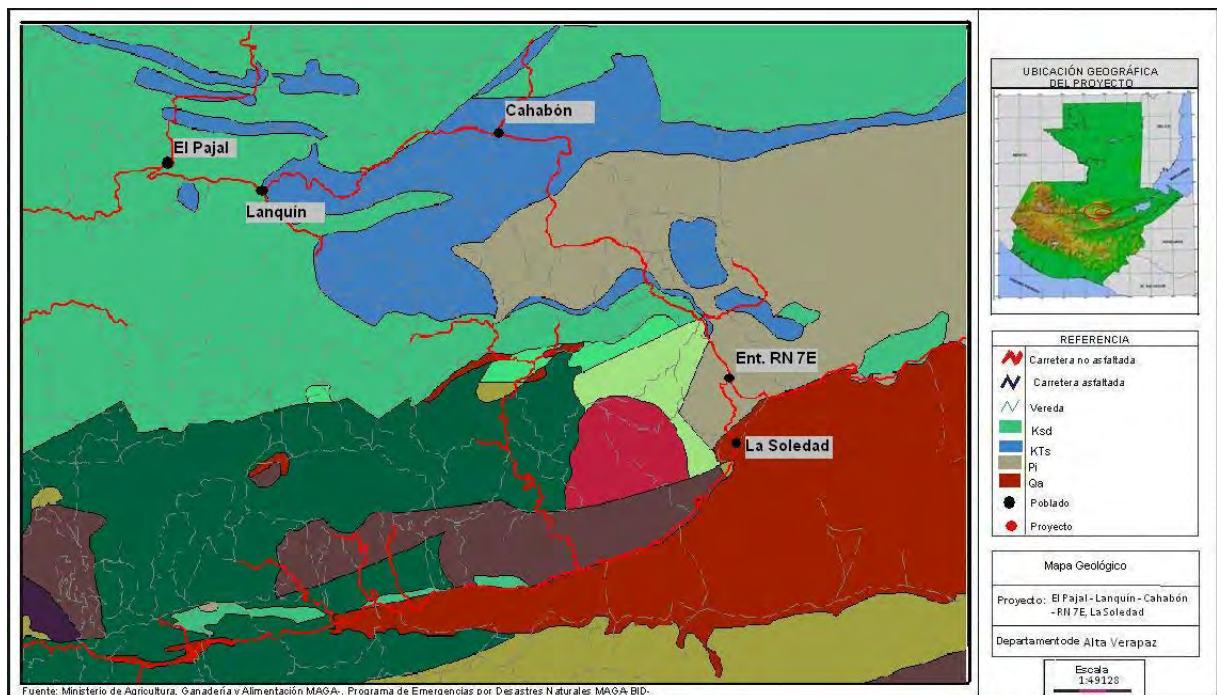 Cahabón
El Pajal
Lanquín
Ent. RN 7E
La Soledad
Fuente: Ministerio de Agricultura, Ganadería y Alimentación MAGA-. Programa de Emergencias por Desastres Naturales MAGA BID-
UBICACIÓN GEOGRÁFICA
DEL PROYECTO
REFERENCIA
Carretera no asfaltada
Carretera asfaltada
Vereda
Ksd
KTs
Pi
Qa
Poblado
Proyecto
Mapa Geológico
Proyecto: El Pajal - Lanquín - Cahabón
- RN 7E, La Soledad
Departamento de Alta Verapaz
Escala
1:49128